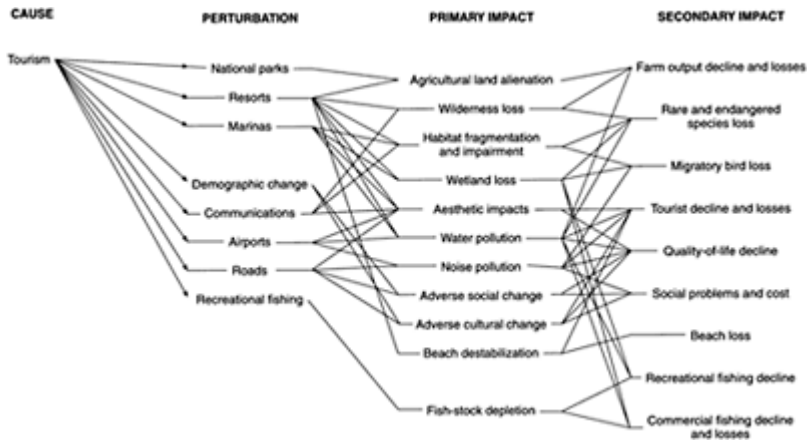 CAUSE
PERTURBATION
PRIMARY IMPACT
SECONDARY IMPACT
Tourism
National parks
Resorts
Marinas
Demographic change
Communications
Airports
Roads
Recreational fishing
Agricultural land alienation
Wilderness loss
Habitat fragmentation
and impairment
Wetland loss
Aesthetic impacts
Water pollution
Noise pollution
Adverse social change
Adverse cultural change
Beach destabilization
Fish-stock depletion
Farm output decline and losses
Rare and endangered
species loss
Migratory bird loss
Tourist decline and losses
Quality-of-life decline
Social problems and cost
Beach loss
Recreational fishing decline
Commercial fishing decline
and losses